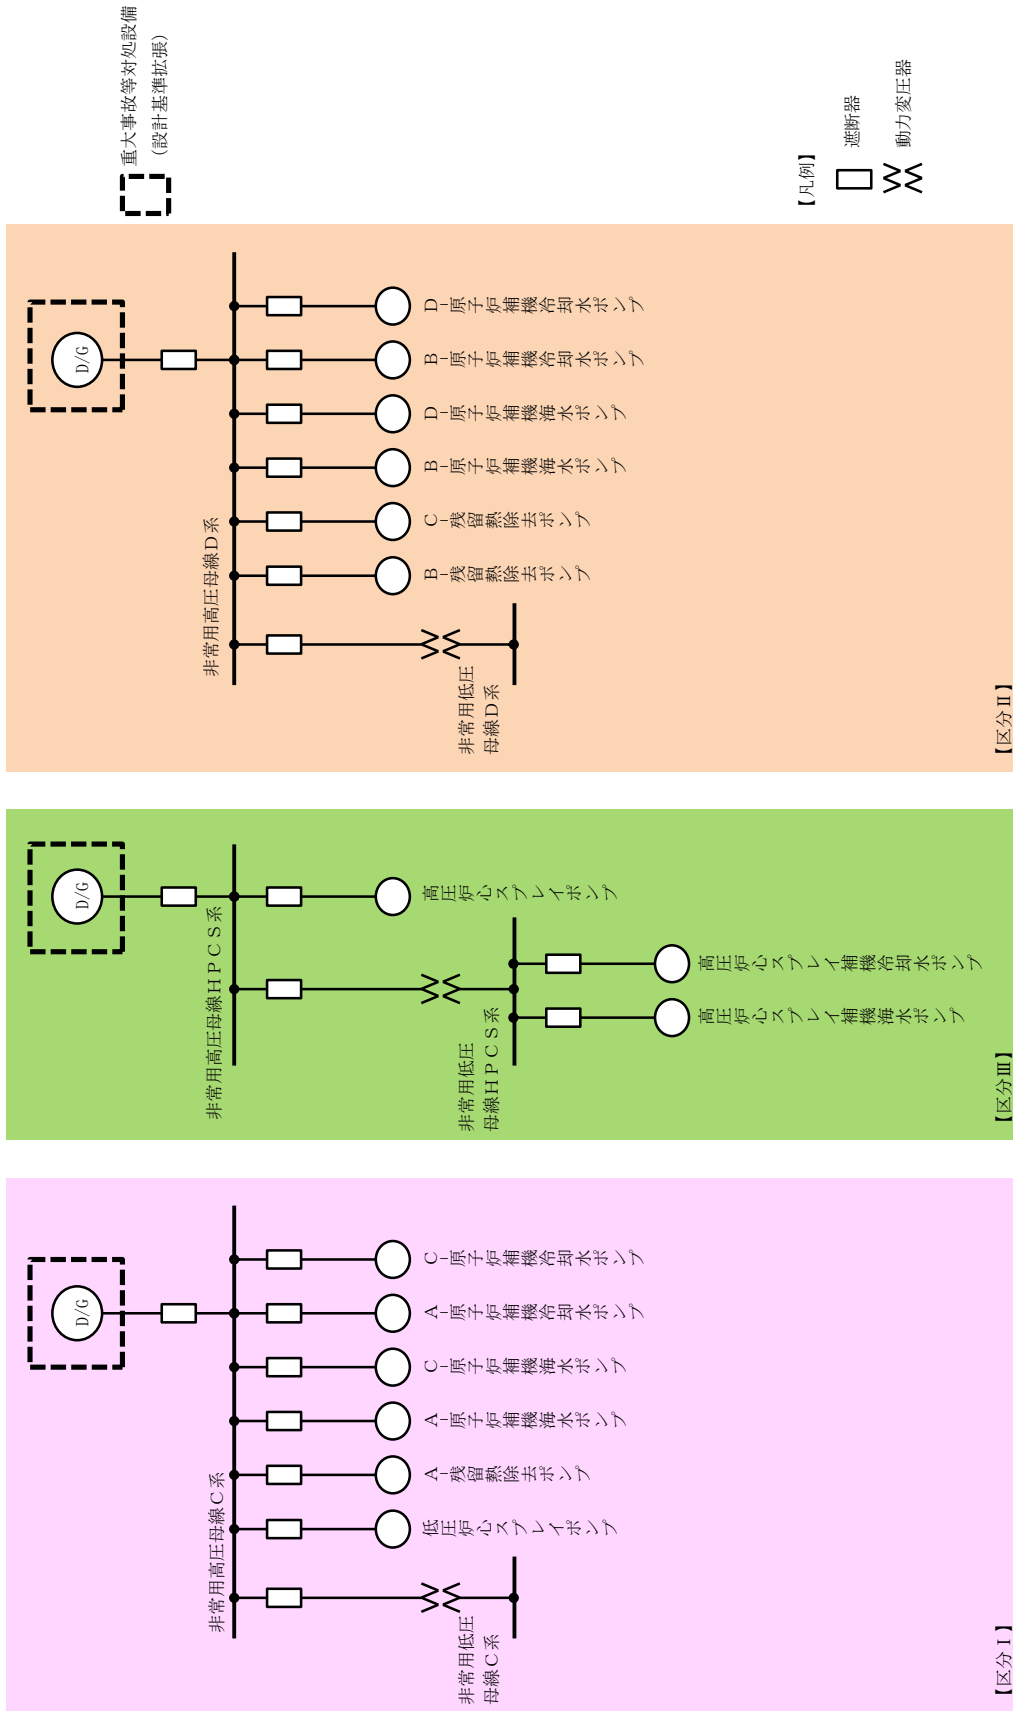 D/G
非常用高圧母線C系
低圧炉心スプレイポンプ
A-残留熱除去ポンプ
A-原子炉補機海水ポンプ
C-原子炉補機海水ポンプ
A-原子炉補機冷却水ポンプ
C-原子炉補機冷却水ポンプ
非常用低圧
母線C系
【区分Ⅰ】
D/G
非常用高圧母線HPCS系
高圧炉心スプレイポンプ
非常用低圧
母線HPCS系
高圧炉心スプレイ補機海水ポンプ
高圧炉心スプレイ補機冷却水ポンプ
【区分Ⅲ】
D/G
非常用高圧母線D系
B-残留熱除去ポンプ
C-残留熱除去ポンプ
B-原子炉補機海水ポンプ
D-原子炉補機海水ポンプ
B-原子炉補機冷却水ポンプ
D-原子炉補機冷却水ポンプ
非常用低圧
母線D系
【区分Ⅱ】
重大事故等対処設備
（設計基準拡張）
【凡例】
遮断器
動力変圧器